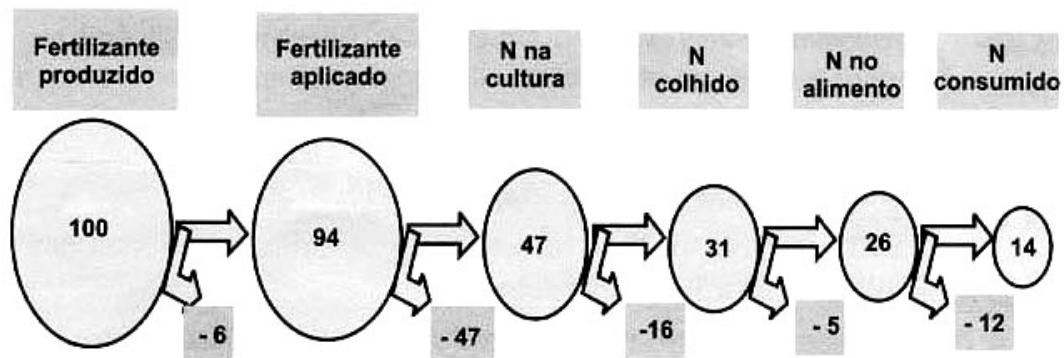 Fertilizante
produzido
Fertilizante
aplicado
N na
cultura
N
colhido
N no
alimento
N
consumido
100
94
47
31
26
14
- 6
- 47
-16
- 5
- 12